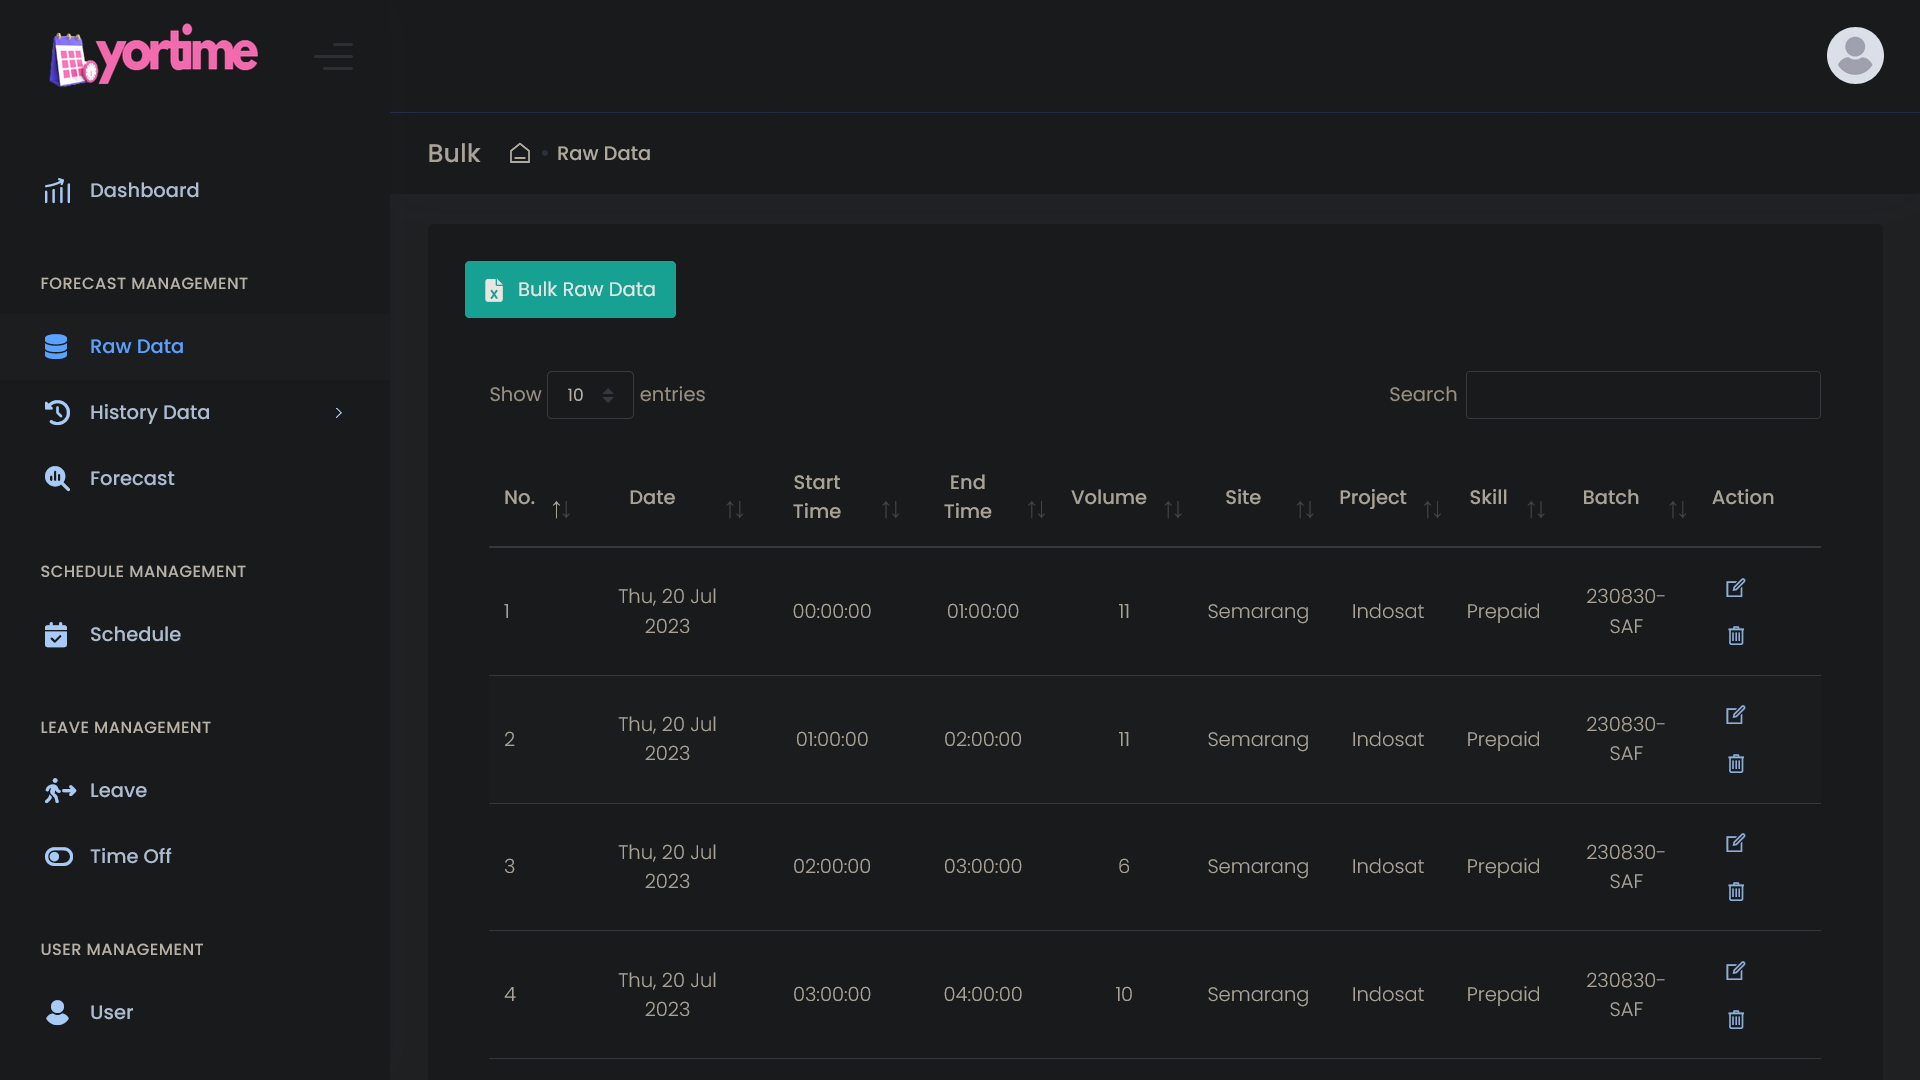 yortime
Dashboard
FORECAST MANAGEMENT
Raw Data
History Data
Forecast
SCHEDULE MANAGEMENT
Schedule
LEAVE MANAGEMENT
Leave
Time Off
USER MANAGEMENT
User
Bulk Raw Data
Bulk Raw Data
Show 10 entries Search
No. Date Start Time End Time Volume Site Project Skill Batch Action
1 Thu, 20 Jul 2023 00:00:00 01:00:00 11 Semarang Indosat Prepaid 230830-SAF
2 Thu, 20 Jul 2023 01:00:00 02:00:00 11 Semarang Indosat Prepaid 230830-SAF
3 Thu, 20 Jul 2023 02:00:00 03:00:00 6 Semarang Indosat Prepaid 230830-SAF
4 Thu, 20 Jul 2023 03:00:00 04:00:00 10 Semarang Indosat Prepaid 230830-SAF